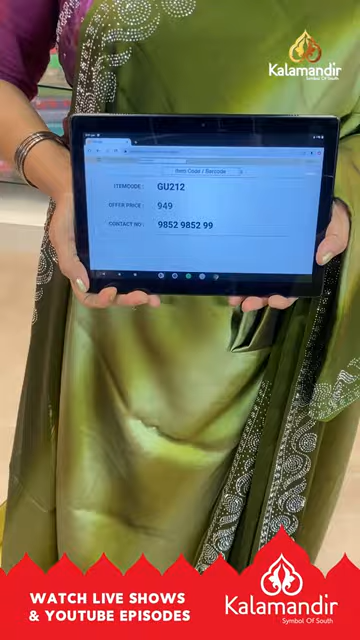 Kalamandir
Symbol Of South
Item Code / Barcode
ITEMCODE : GU212
OFFER PRICE : 949
CONTACT NO : 9852 9852 99
WATCH LIVE SHOWS
& YOUTUBE EPISODES
Kalamandir
Symbol Of South